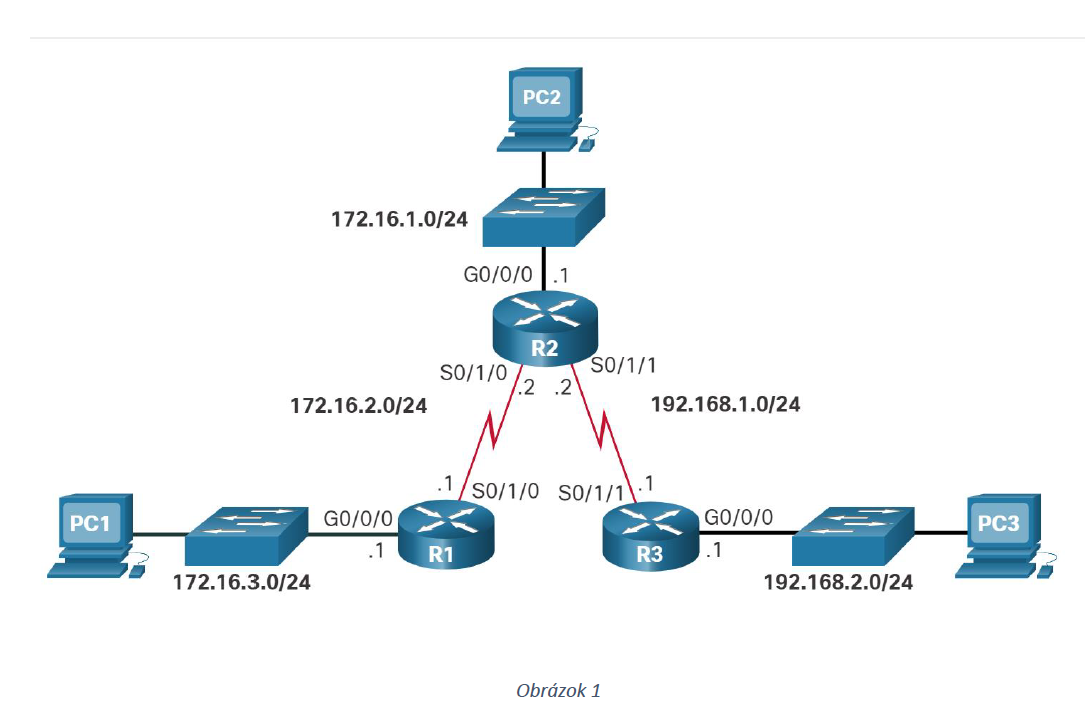 PC2
172.16.1.0/24
G0/0/0 .1
R2
S0/1/0 S0/1/1
.2 .2
172.16.2.0/24 192.168.1.0/24
.1 .1
S0/1/0 S0/1/1
PC1 G0/0/0 G0/0/0 PC3
.1 R1 R3 .1
172.16.3.0/24 192.168.2.0/24
Obrázok 1